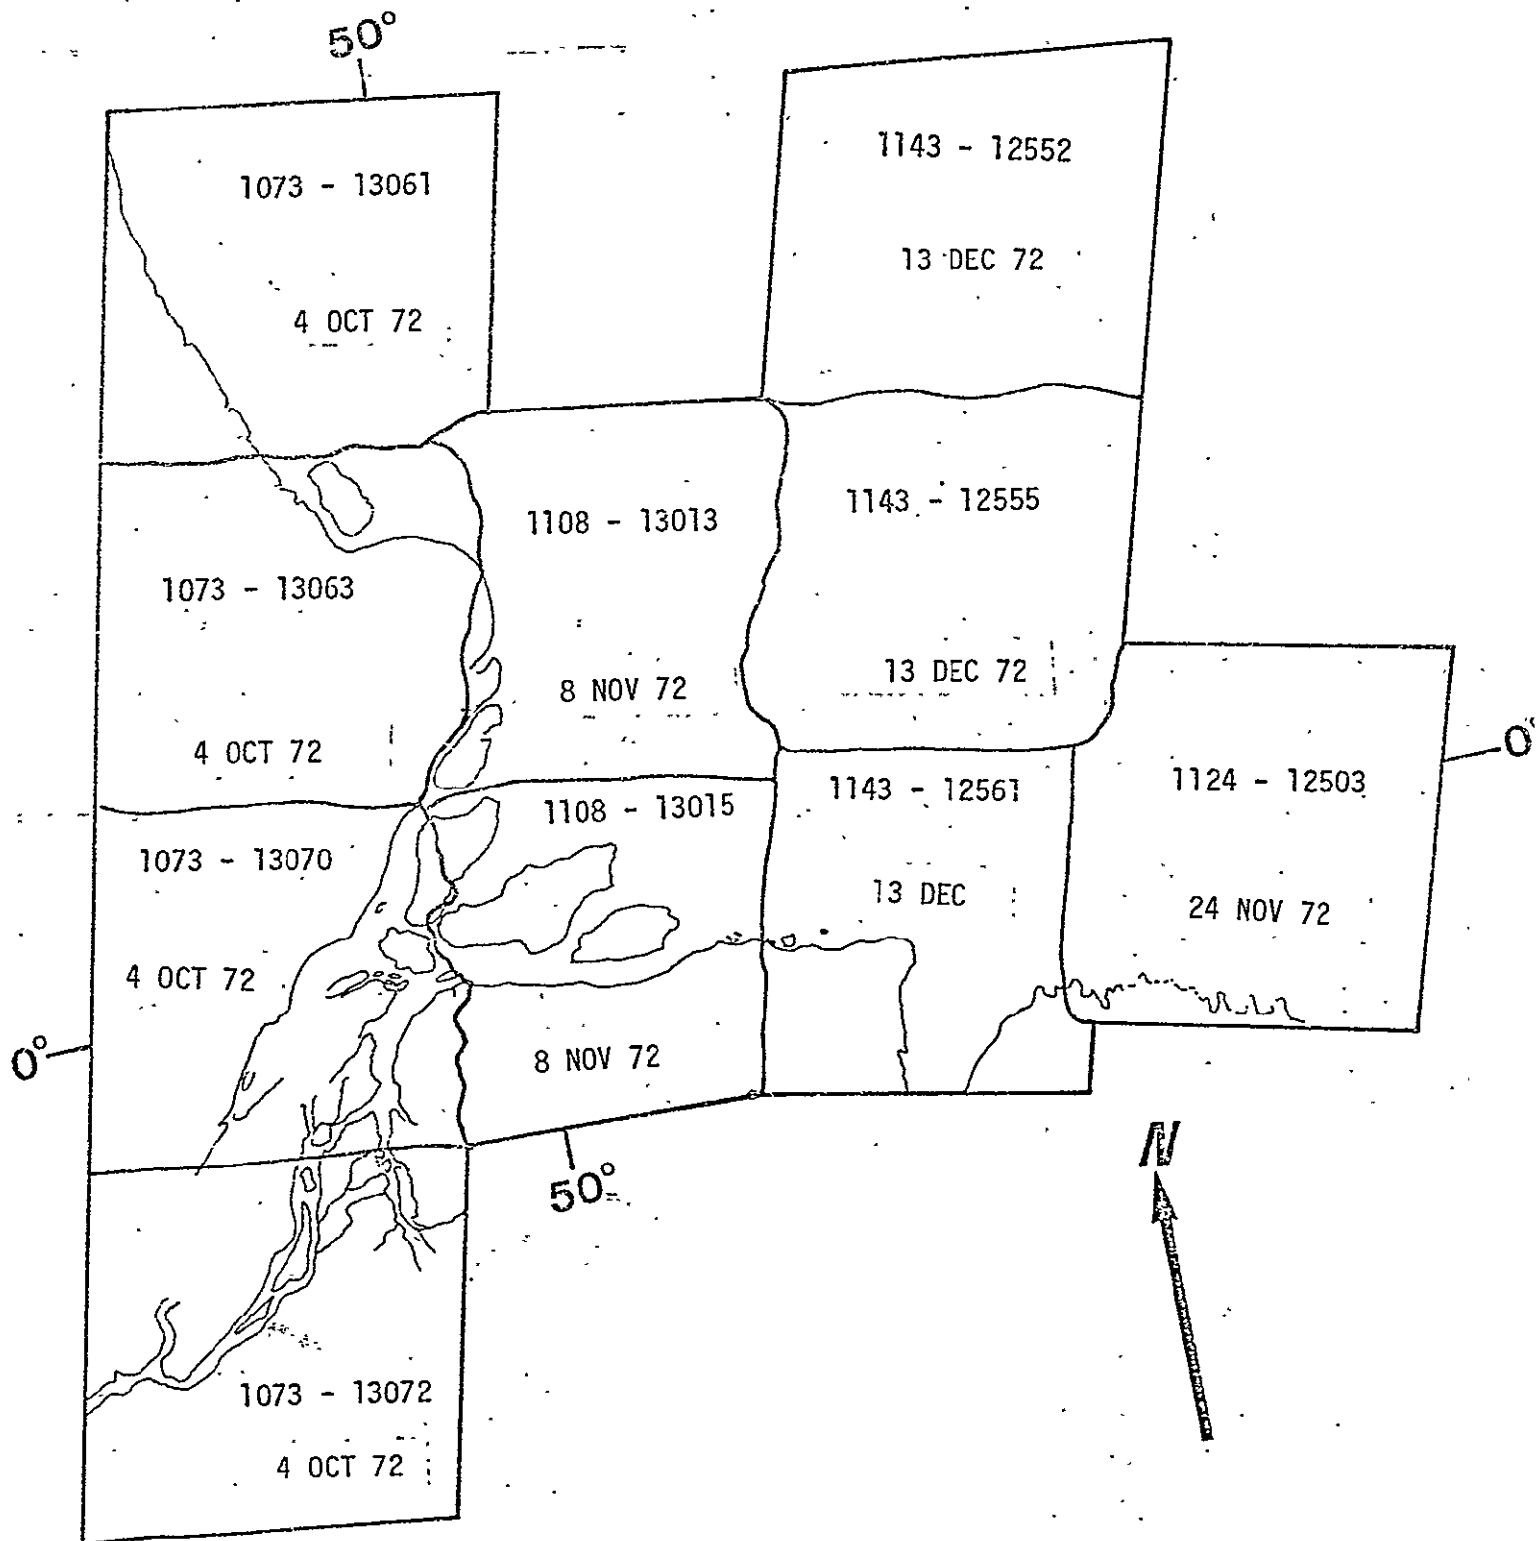 50°
1143 - 12552
1073 - 13061
13 DEC 72
4 OCT 72
1108 - 13013
1143 - 12555
1073 - 13063
8 NOV 72
13 DEC 72
4 OCT 72
0°
1108 - 13015
1143 - 12561
1124 - 12503
1073 - 13070
13 DEC
24 NOV 72
4 OCT 72
0°
8 NOV 72
N
50°
1073 - 13072
4 OCT 72